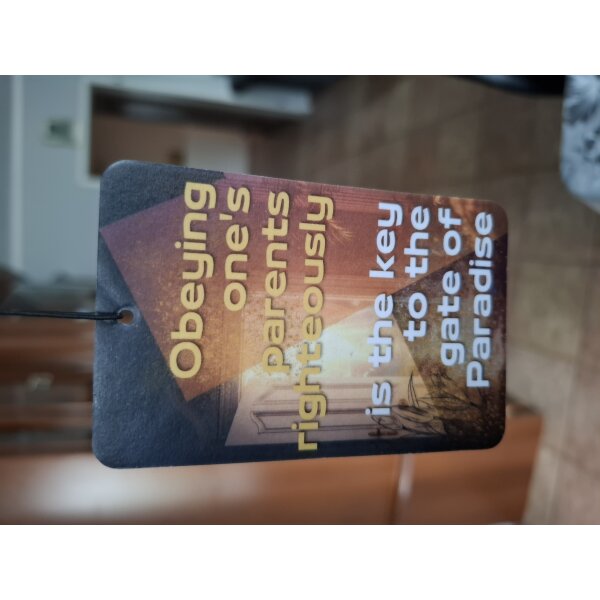 Obeying
one's
parents
righteously
is the key
to the
gate of
Paradise